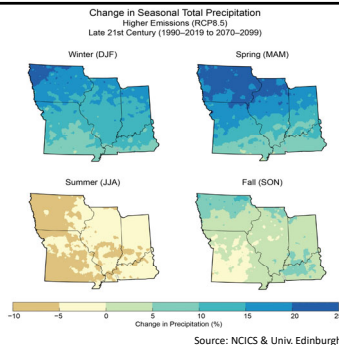 Change in Seasonal Total Precipitation
Higher Emissions (RCP8.5)
Late 21st Century (1990–2019 to 2070–2099)
Winter (DJF) Spring (MAM)
Summer (JJA) Fall (SON)
−10 −5 0 5 10 15 20 25
Change in Precipitation (%)
Source: NCICS & Univ. Edinburgh